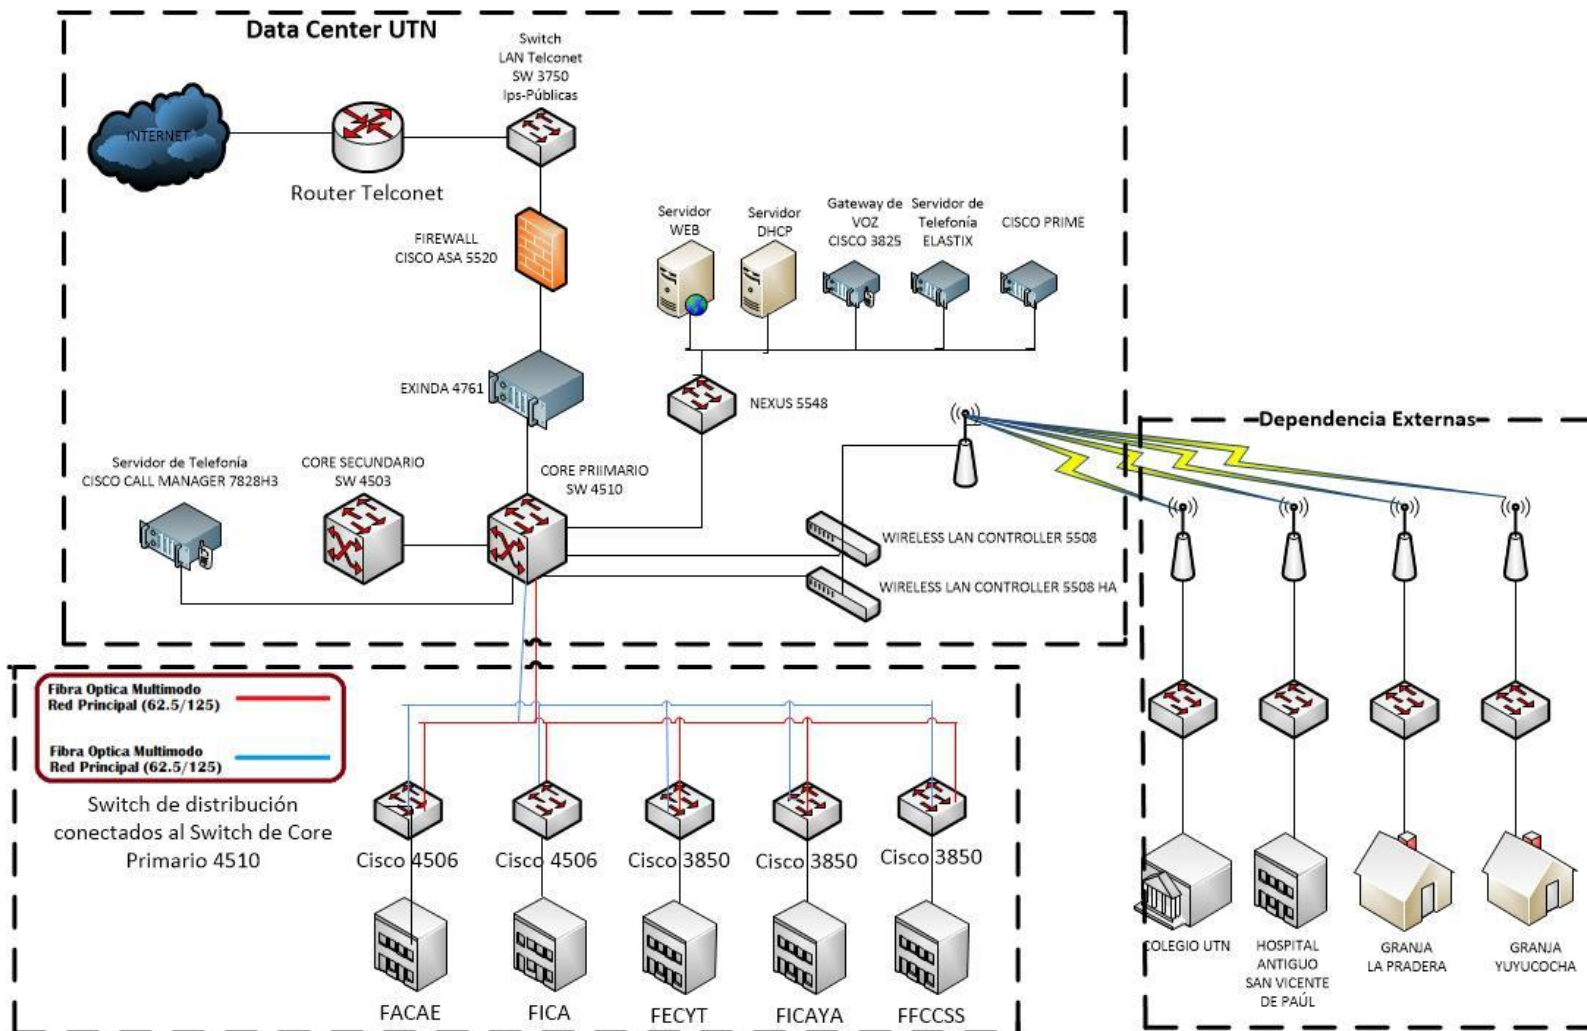 Data Center UTN
Switch
LAN Telconet
SW 3750
Ips-Públicas
INTERNET
Router Telconet
FIREWALL
CISCO ASA 5520
Servidor
WEB
Servidor
DHCP
Gateway de
VOZ
CISCO 3825
Servidor de
Telefonía
ELASTIX
CISCO PRIME
EXINDA 4761
NEXUS 5548
Servidor de Telefonía
CISCO CALL MANAGER 7828H3
CORE SECUNDARIO
SW 4503
CORE PRIIMARIO
SW 4510
WIRELESS LAN CONTROLLER 5508
WIRELESS LAN CONTROLLER 5508 HA
Dependencia Externas
Fibra Optica Multimodo
Red Principal (62.5/125)
Fibra Optica Multimodo
Red Principal (62.5/125)
Switch de distribución
conectados al Switch de Core
Primario 4510
Cisco 4506
Cisco 4506
Cisco 3850
Cisco 3850
Cisco 3850
FACAE
FICA
FECYT
FICAYA
FFCCSS
COLEGIO UTN
HOSPITAL
ANTIGUO
SAN VICENTE
DE PAÚL
GRANJA
LA PRADERA
GRANJA
YUYUCOCHA